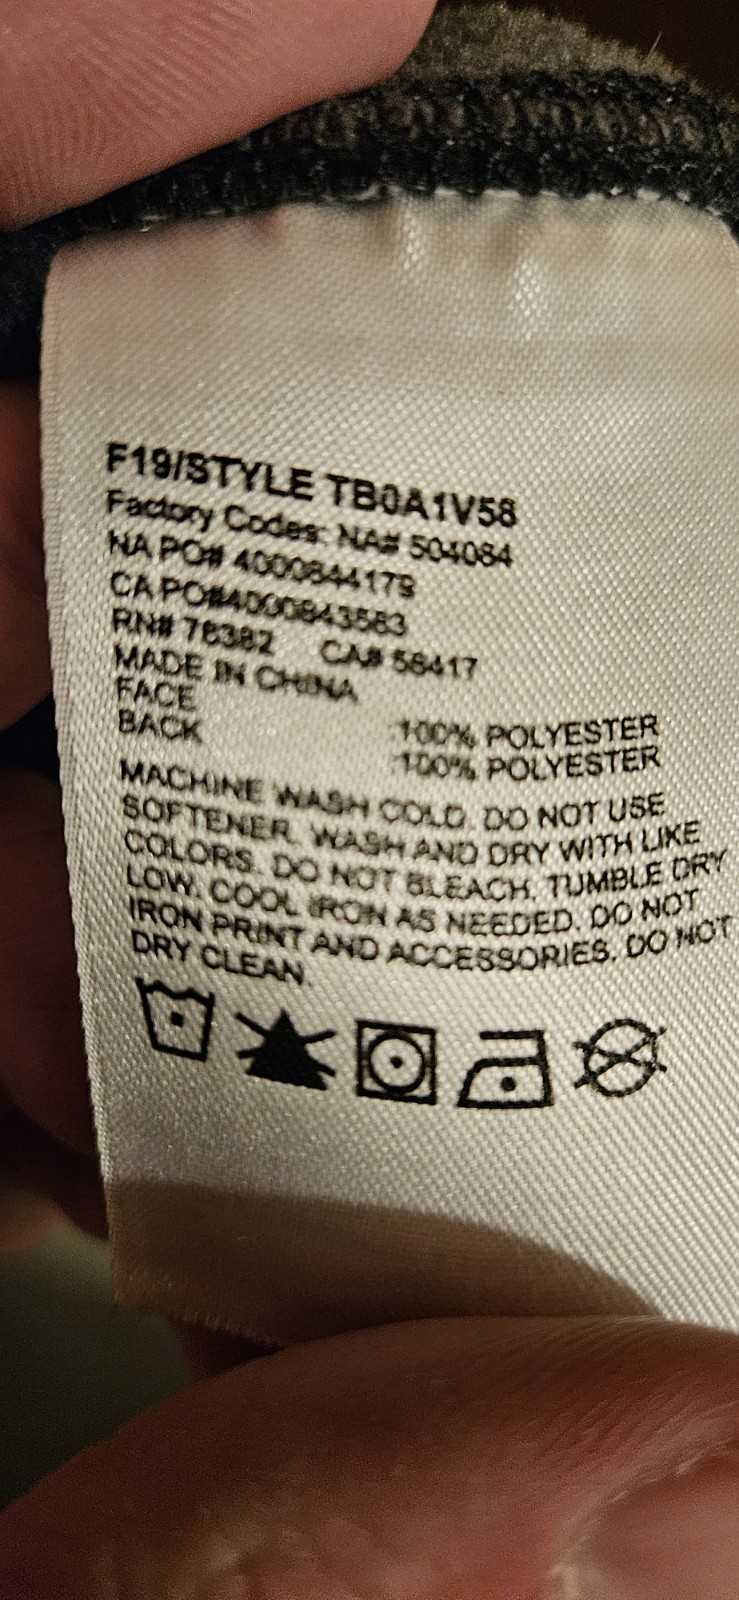 F19/STYLE TB0A1V58
Factory Codes: NA# 504084
NA PO# 4000844179
CA PO#4000843583
RN# 78382 CA# 58417
MADE IN CHINA
FACE :100% POLYESTER
BACK :100% POLYESTER
MACHINE WASH COLD. DO NOT USE
SOFTENER. WASH AND DRY WITH LIKE
COLORS. DO NOT BLEACH. TUMBLE DRY
LOW. COOL IRON AS NEEDED. DO NOT
IRON PRINT AND ACCESSORIES. DO NOT
DRY CLEAN.